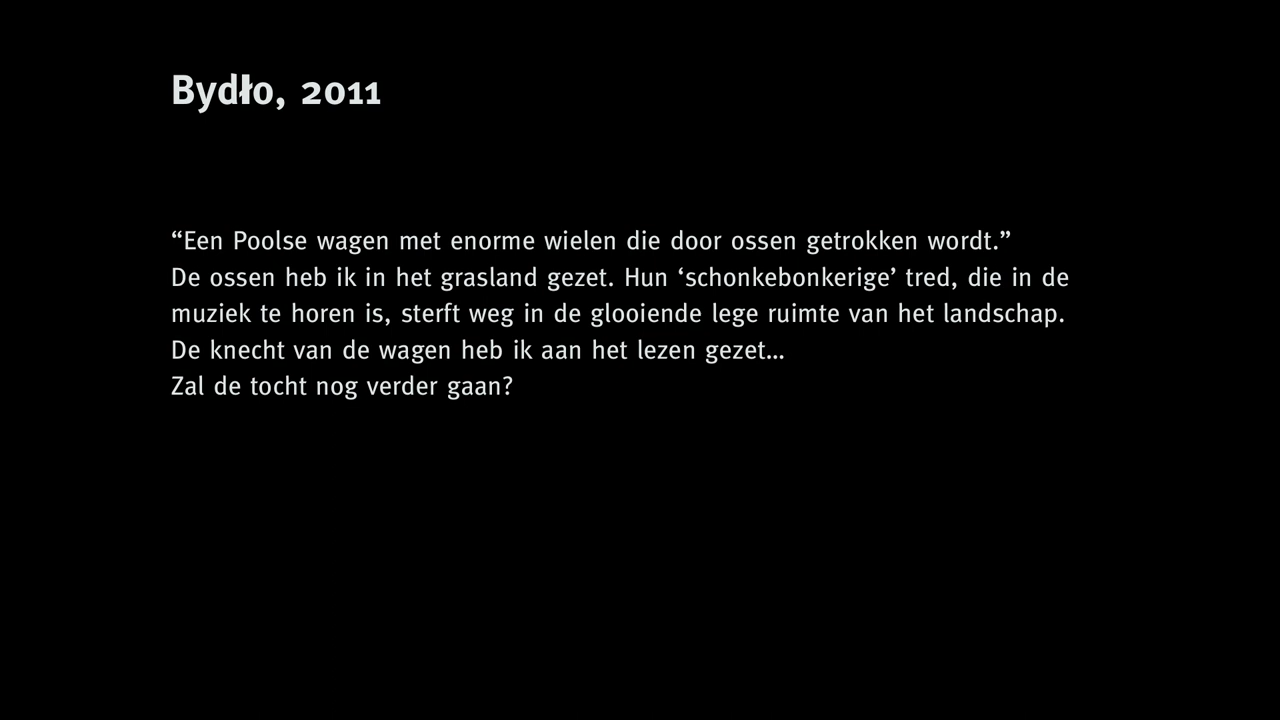 Bydło, 2011
“Een Poolse wagen met enorme wielen die door ossen getrokken wordt.”
De ossen heb ik in het grasland gezet. Hun ‘schonkebonkerige’ tred, die in de
muziek te horen is, sterft weg in de glooiende lege ruimte van het landschap.
De knecht van de wagen heb ik aan het lezen gezet...
Zal de tocht nog verder gaan?